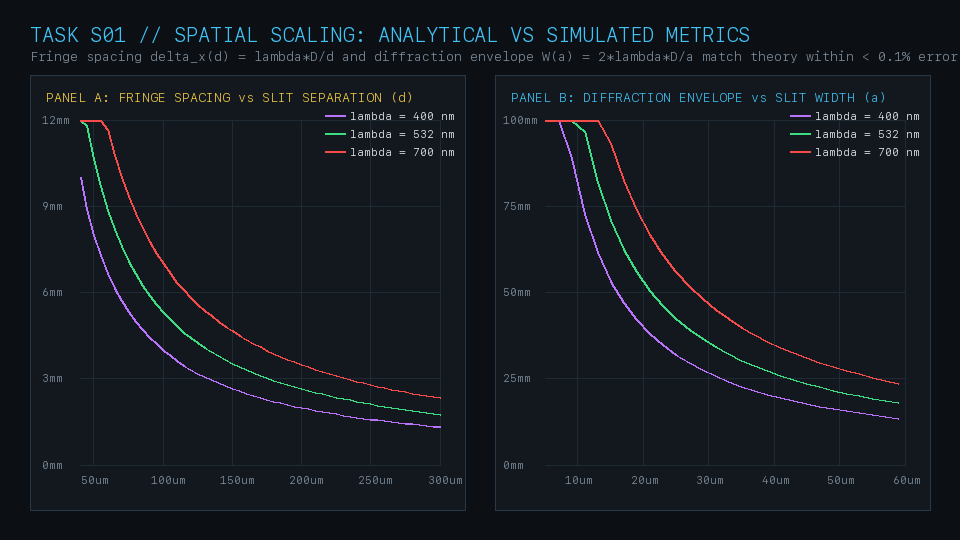 TASK S01 // SPATIAL SCALING: ANALYTICAL VS SIMULATED METRICS
Fringe spacing delta_x(d) = lambda*D/d and diffraction envelope W(a) = 2*lambda*D/a match theory within < 0.1% error
PANEL A: FRINGE SPACING vs SLIT SEPARATION (d)
lambda = 400 nm
lambda = 532 nm
lambda = 700 nm
12mm
9mm
6mm
3mm
0mm
50um 100um 150um 200um 250um 300um
PANEL B: DIFFRACTION ENVELOPE vs SLIT WIDTH (a)
lambda = 400 nm
lambda = 532 nm
lambda = 700 nm
100mm
75mm
50mm
25mm
0mm
10um 20um 30um 40um 50um 60um